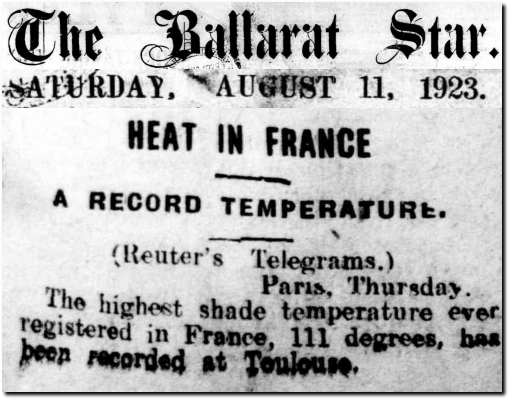 The Ballarat Star.
SATURDAY, AUGUST 11, 1923.
HEAT IN FRANCE
A RECORD TEMPERATURE.
(Reuter's Telegrams.)
Paris, Thursday.
The highest shade temperature ever
registered in France, 111 degrees, has
been recorded at Toulouse.